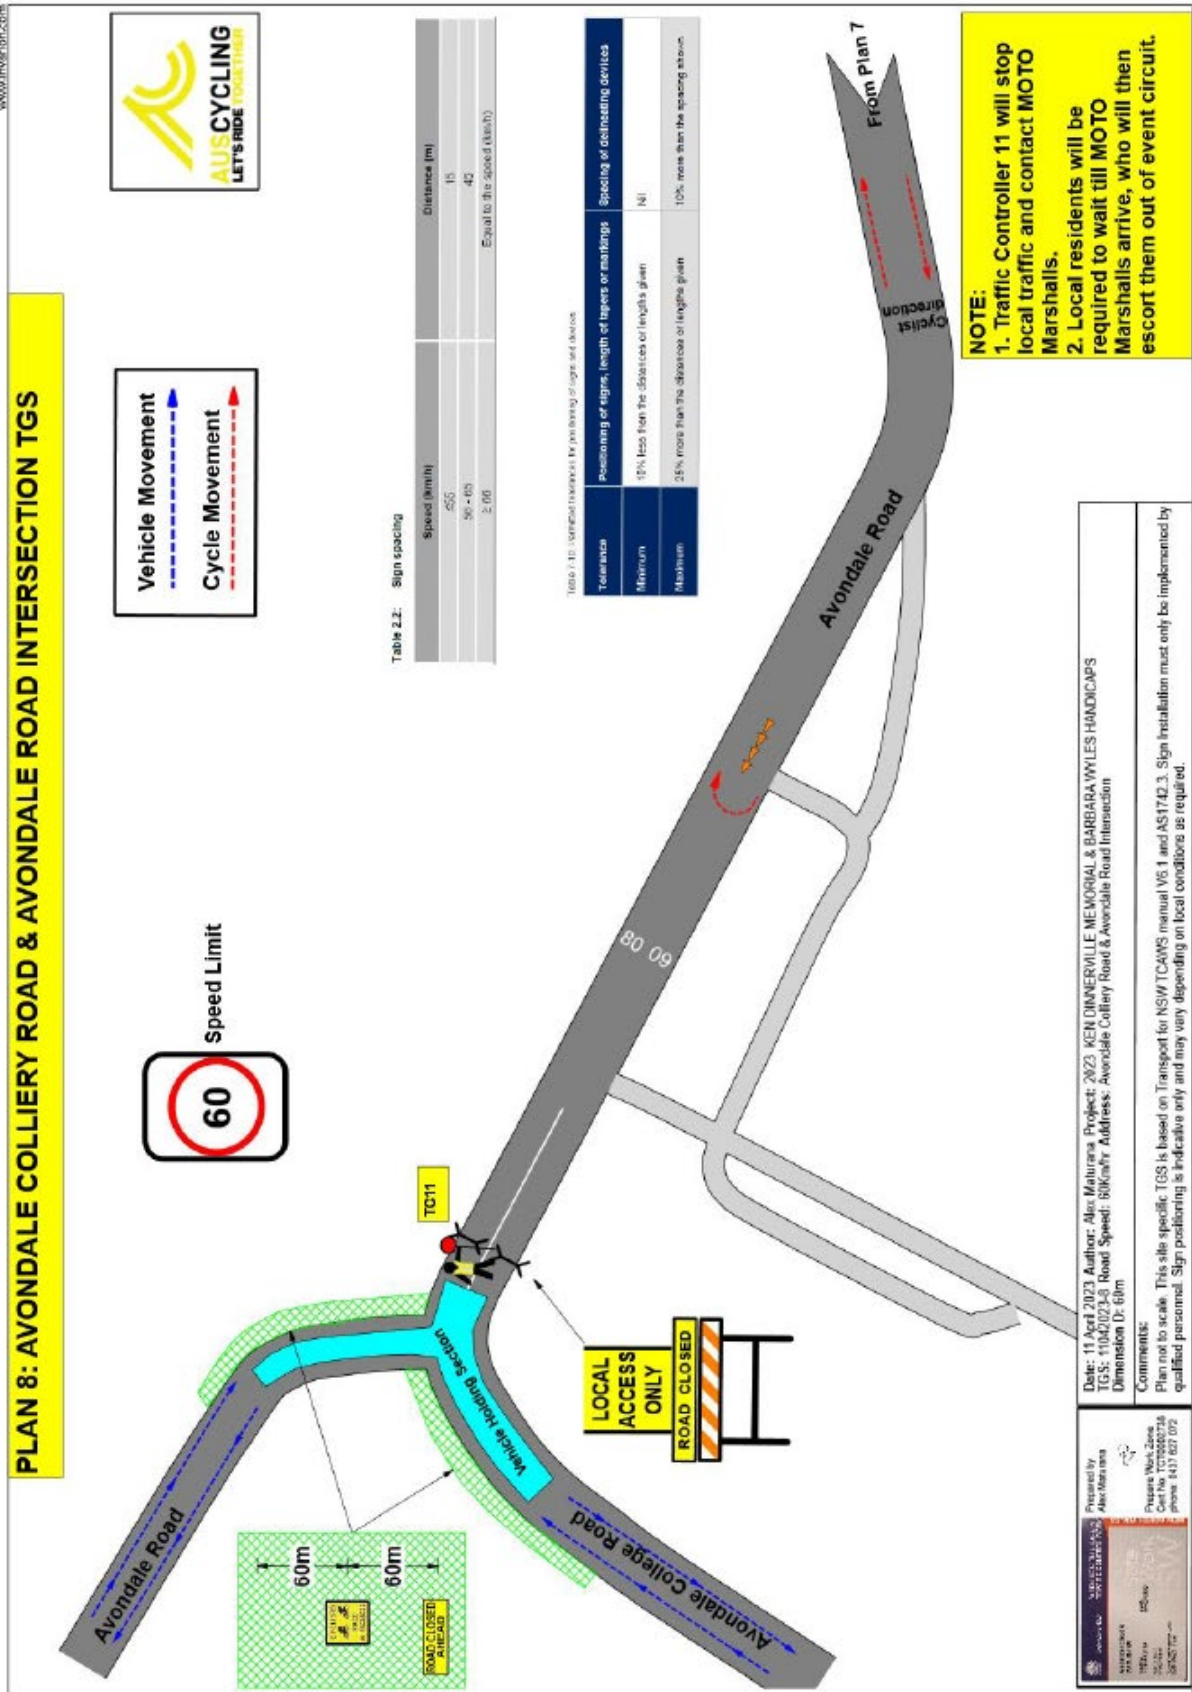 PLAN 8: AVONDALE COLLIERY ROAD & AVONDALE ROAD INTERSECTION TGS
AUSCYCLING
LET'S RIDE TOGETHER
Vehicle Movement
Cycle Movement
60
Speed Limit
Table 2.2: Sign spacing
Speed (km/h) Distance (m)
≤55 15
56 - 65 45
≥ 66 Equal to the speed (km/h)
Tolerance Positioning of signs, length of tapers or markings Spacing of delineating devices
Minimum 10% less than the distances or lengths given Nil
Maximum 25% more than the distances or lengths given 10% more than the spacing shown
TC11
Avondale Road
Vehicle Holding Section
Avondale College Road
60m
60m
ROAD CLOSED
AHEAD
LOCAL
ACCESS
ONLY
ROAD CLOSED
60 80
Avondale Road
Cyclist
direction
From Plan 7
NOTE:
1. Traffic Controller 11 will stop
local traffic and contact MOTO
Marshalls.
2. Local residents will be
required to wait till MOTO
Marshalls arrive, who will then
escort them out of event circuit.
Prepared by
Alex Maturana
Prepare Work Zone
Date: 11 April 2023 Author: Alex Maturana Project: 2023 KEN DINNERVILLE MEMORIAL & BARBARA WYLES HANDICAPS
TGS: 11042023-8 Road Speed: 60Km/hr Address: Avondale Colliery Road & Avondale Road Intersection
Dimension D: 60m
Comments:
Plan not to scale. This site specific TGS is based on Transport for NSW TCAWS manual V6.1 and AS1742.3. Sign Installation must only be implemented by
qualified personnel. Sign positioning is indicative only and may vary depending on local conditions as required.